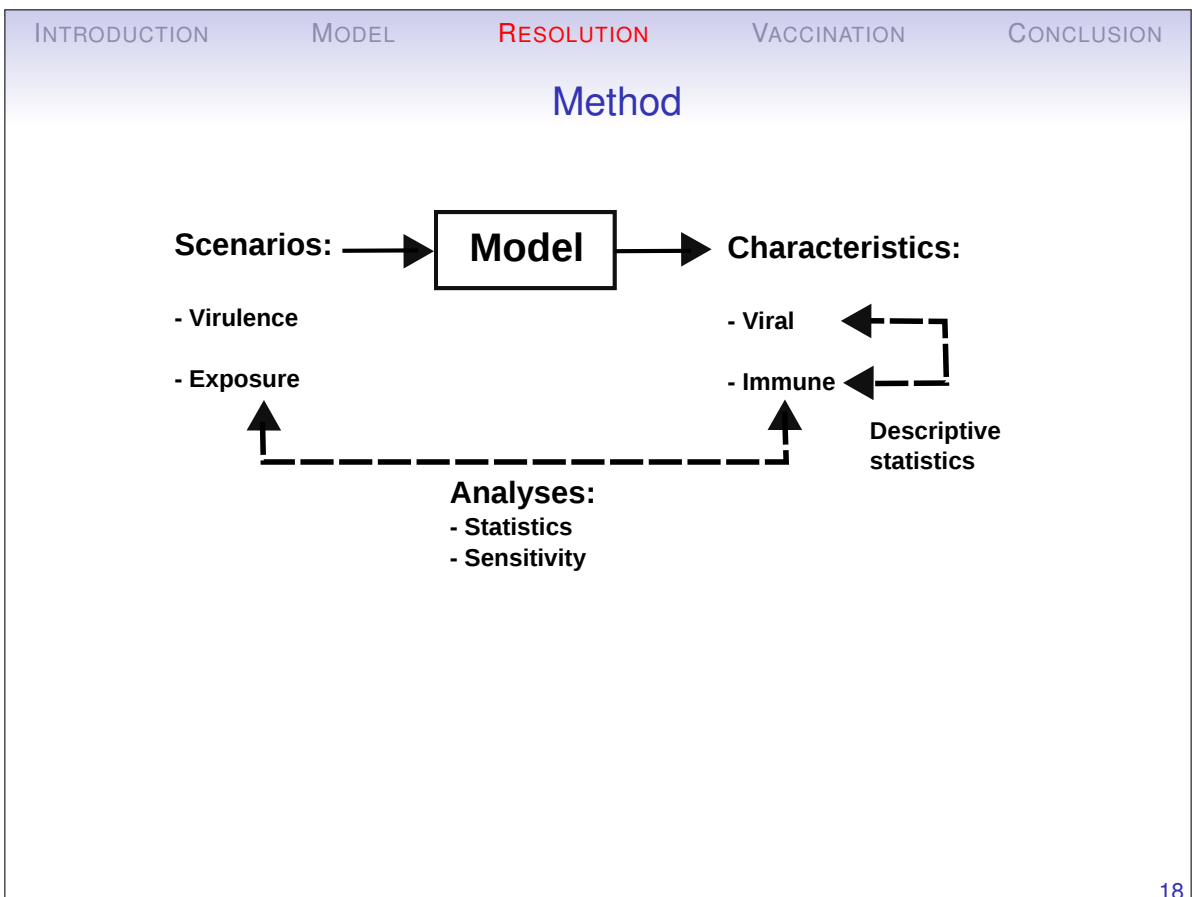 INTRODUCTION MODEL RESOLUTION VACCINATION CONCLUSION
Method
Scenarios: Model Characteristics:
- Virulence - Viral
- Exposure - Immune
Descriptive
statistics
Analyses:
- Statistics
- Sensitivity
18